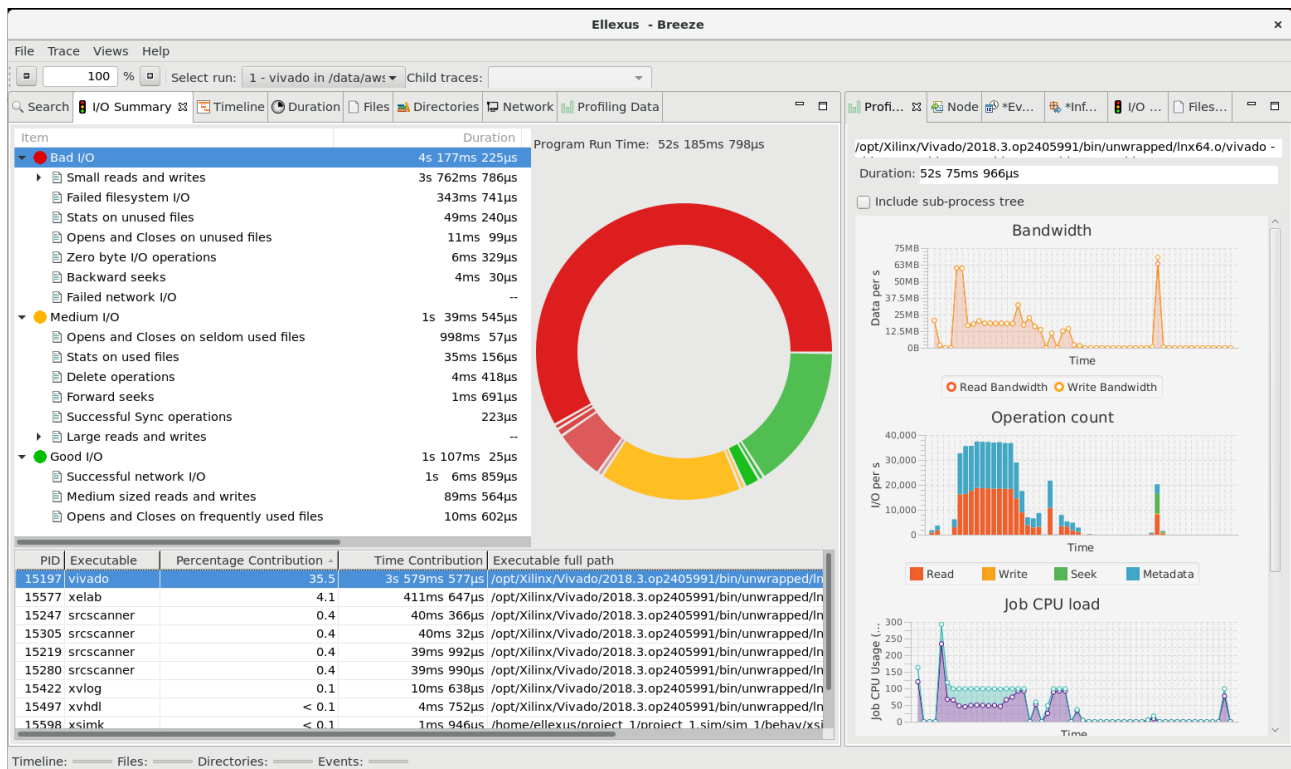 Ellexus - Breeze ×
File Trace Views Help
100 % Select run: 1 - vivado in /data/aws Child traces:
Search I/O Summary Timeline Duration Files Directories Network Profiling Data
Item Duration
Bad I/O 4s 177ms 225µs
Small reads and writes 3s 762ms 786µs
Failed filesystem I/O 343ms 741µs
Stats on unused files 49ms 240µs
Opens and Closes on unused files 11ms 99µs
Zero byte I/O operations 6ms 329µs
Backward seeks 4ms 30µs
Failed network I/O --
Medium I/O 1s 39ms 545µs
Opens and Closes on seldom used files 998ms 57µs
Stats on used files 35ms 156µs
Delete operations 4ms 418µs
Forward seeks 1ms 691µs
Successful Sync operations 223µs
Large reads and writes --
Good I/O 1s 107ms 25µs
Successful network I/O 1s 6ms 859µs
Medium sized reads and writes 89ms 564µs
Opens and Closes on frequently used files 10ms 602µs
Program Run Time: 52s 185ms 798µs
PID Executable Percentage Contribution Time Contribution Executable full path
15197 vivado 35.5 3s 579ms 577µs /opt/Xilinx/Vivado/2018.3.op2405991/bin/unwrapped/ln
15577 xelab 4.1 411ms 647µs /opt/Xilinx/Vivado/2018.3.op2405991/bin/unwrapped/ln
15247 srcscanner 0.4 40ms 366µs /opt/Xilinx/Vivado/2018.3.op2405991/bin/unwrapped/ln
15305 srcscanner 0.4 40ms 32µs /opt/Xilinx/Vivado/2018.3.op2405991/bin/unwrapped/ln
15219 srcscanner 0.4 39ms 992µs /opt/Xilinx/Vivado/2018.3.op2405991/bin/unwrapped/ln
15280 srcscanner 0.4 39ms 990µs /opt/Xilinx/Vivado/2018.3.op2405991/bin/unwrapped/ln
15422 xvlog 0.1 10ms 638µs /opt/Xilinx/Vivado/2018.3.op2405991/bin/unwrapped/ln
15497 xvhdl < 0.1 4ms 752µs /opt/Xilinx/Vivado/2018.3.op2405991/bin/unwrapped/ln
15598 xsimk < 0.1 1ms 946µs /home/ellexus/project_1/project_1.sim/sim_1/behav/xsi
Profi... Node *Ev... *Inf... I/O ... Files...
/opt/Xilinx/Vivado/2018.3.op2405991/bin/unwrapped/lnx64.o/vivado -
Duration: 52s 75ms 966µs
Include sub-process tree
Bandwidth
Data per s
75MB
63MB
50MB
37.5MB
25MB
12.5MB
0B
Time
Read Bandwidth Write Bandwidth
Operation count
I/O per s
40,000
30,000
20,000
10,000
0
Time
Read Write Seek Metadata
Job CPU load
Job CPU Usage (...
300
250
200
150
100
50
0
Time
Timeline: Files: Directories: Events: